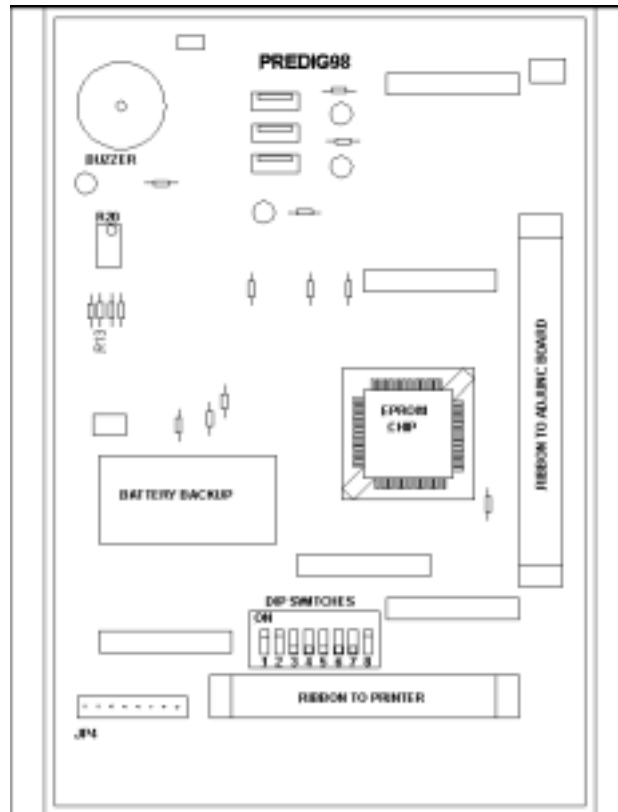 PREDIG98
BUZZER
R20
R13
RIBBON TO ADJUNC BOARD
EPROM
CHIP
BATTERY BACKUP
DIP SWITCHES
ON
1 2 3 4 5 6 7 8
RIBBON TO PRINTER
JP4